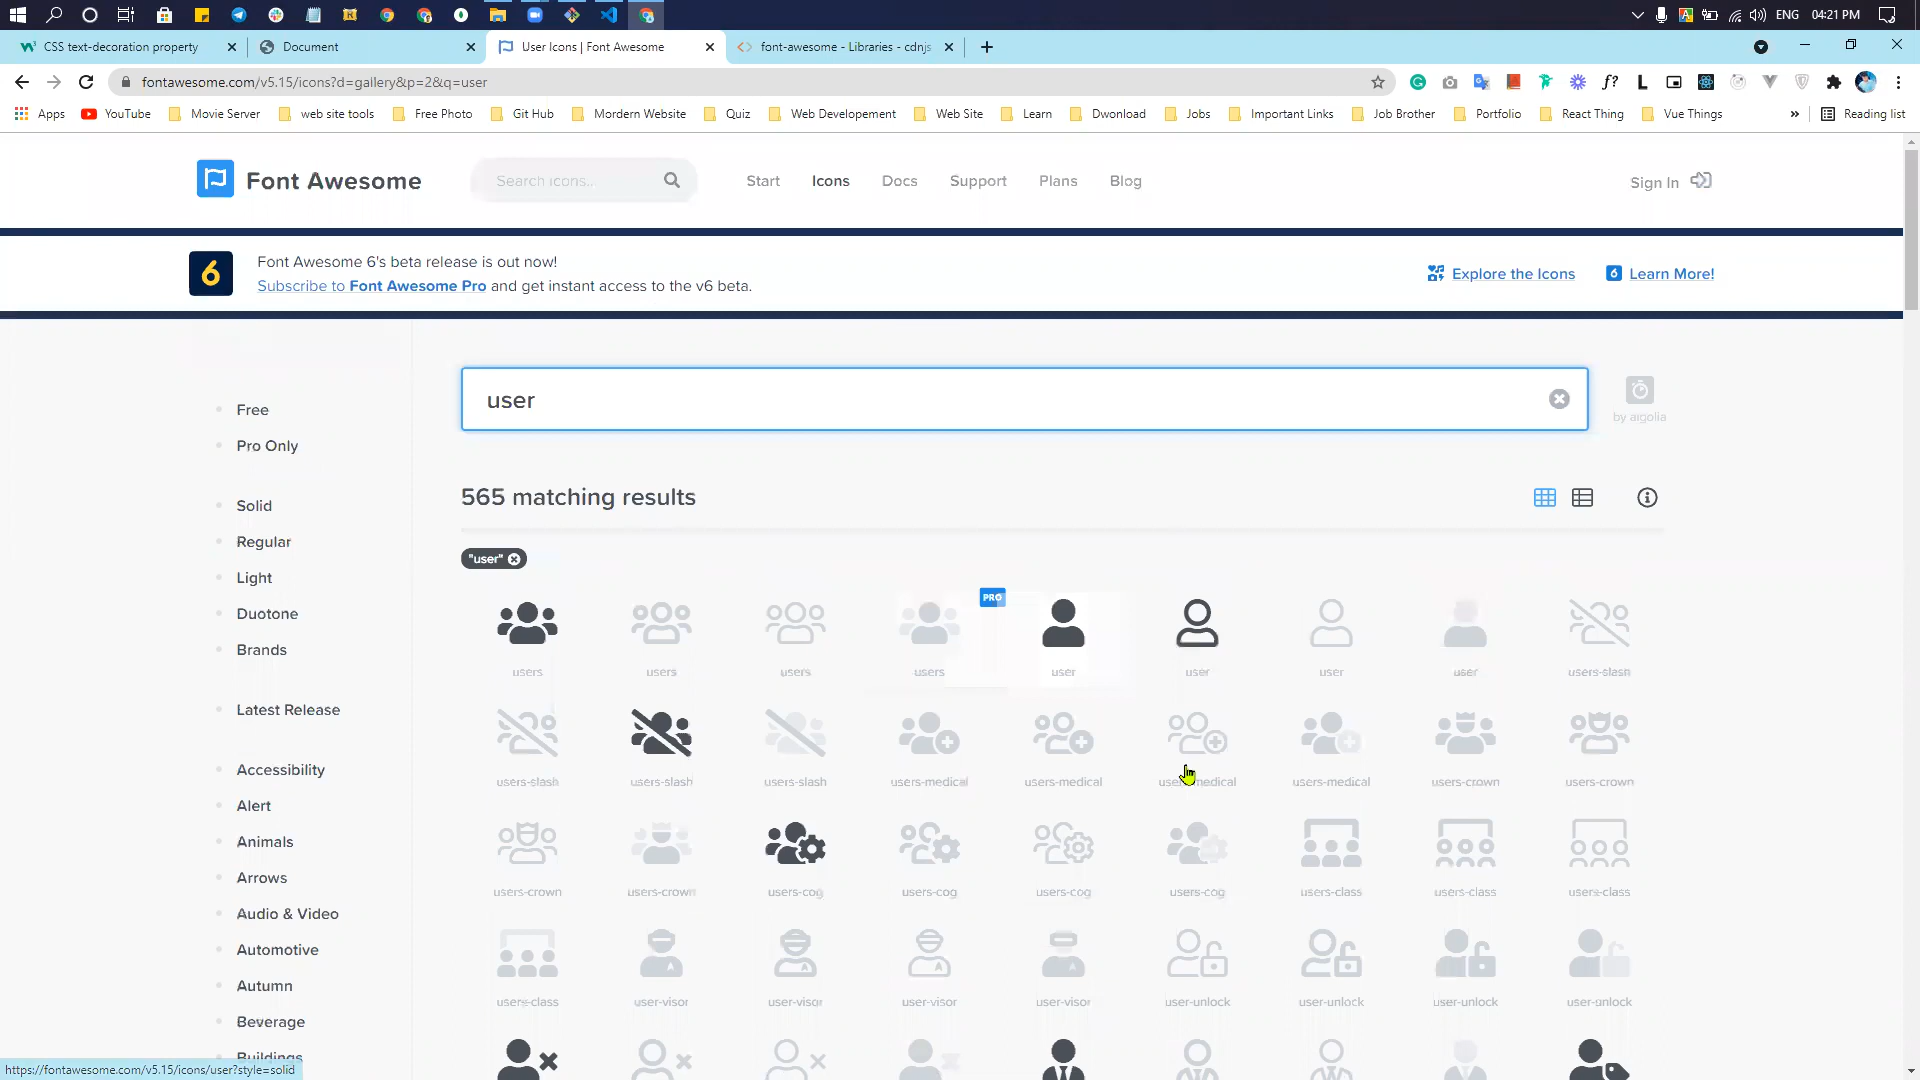 ENG 04:21 PM
CSS text-decoration property
Document
User Icons | Font Awesome
font-awesome - Libraries - cdnjs
fontawesome.com/v5.15/icons?d=gallery&p=2&q=user
Apps YouTube Movie Server web site tools Free Photo Git Hub Mordern Website Quiz Web Developement Web Site Learn Dwonload Jobs Important Links Job Brother Portfolio React Thing Vue Things » Reading list
Font Awesome
Search icons...
Start Icons Docs Support Plans Blog
Sign In
6
Font Awesome 6's beta release is out now!
Subscribe to Font Awesome Pro and get instant access to the v6 beta.
Explore the Icons
6 Learn More!
user
by algolia
Free
Pro Only
Solid
Regular
Light
Duotone
Brands
Latest Release
Accessibility
Alert
Animals
Arrows
Audio & Video
Automotive
Autumn
Beverage
Buildings
565 matching results
"user"
PRO
users users users users user user user user users-slash
users-slash users-slash users-slash users-medical users-medical users-medical users-medical users-crown users-crown
users-crown users-crown users-cog users-cog users-cog users-cog users-class users-class users-class
users-class user-visor user-visor user-visor user-visor user-unlock user-unlock user-unlock user-unlock
https://fontawesome.com/v5.15/icons/user?style=solid